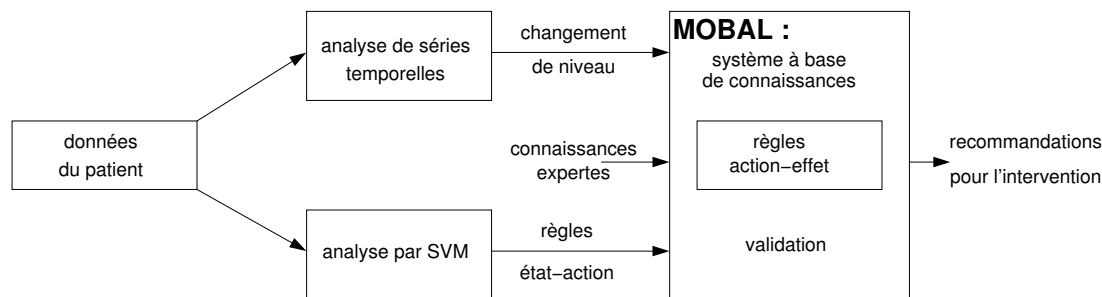 données
du patient
analyse de séries
temporelles
changement
de niveau
connaissances
expertes
analyse par SVM
règles
état−action
MOBAL :
système à base
de connaissances
règles
action−effet
validation
recommandations
pour l'intervention